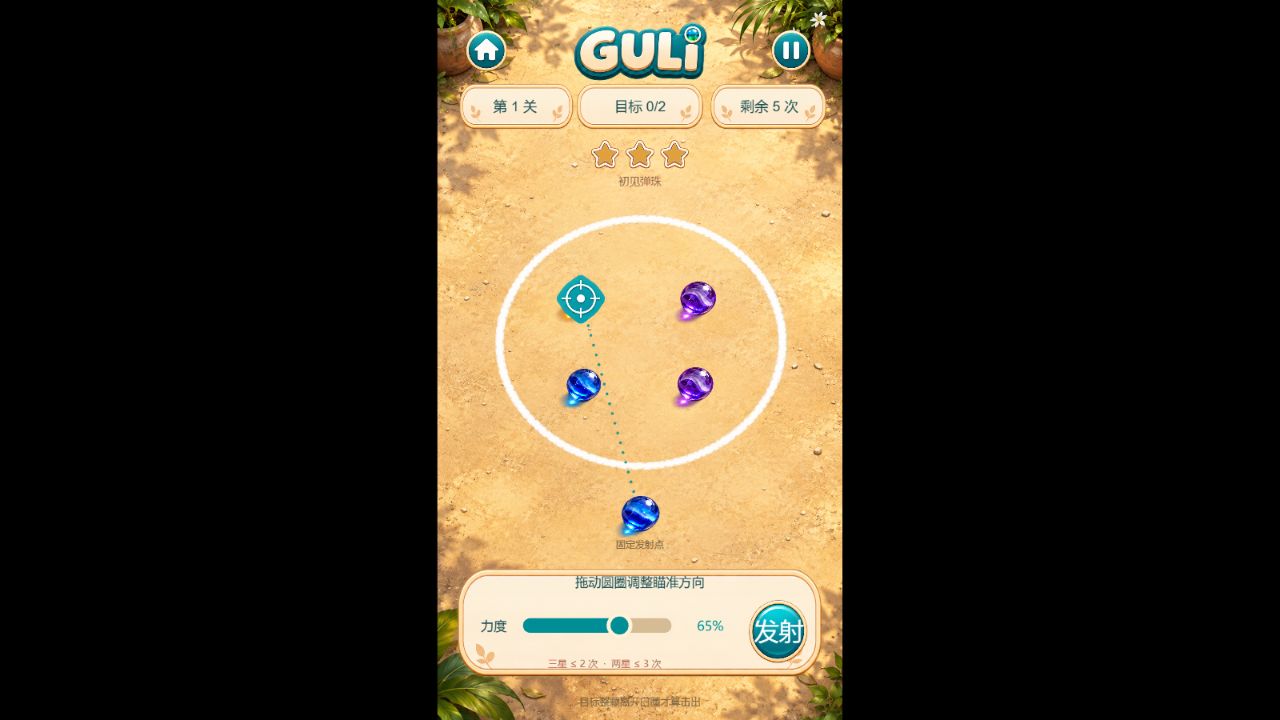 GULi
第 1 关
目标 0/2
剩余 5 次
初见弹珠
固定发射点
拖动圆圈调整瞄准方向
力度
65%
发射
三星 ≤ 2 次 · 两星 ≤ 3 次